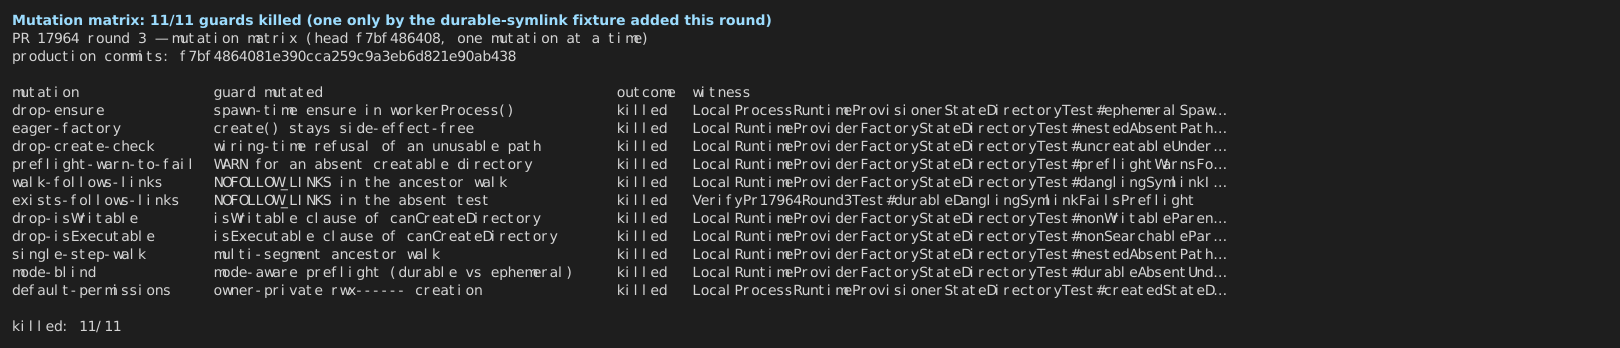 Mutation matrix: 11/11 guards killed (one only by the durable-symlink fixture added this round)
PR 17964 round 3 — mutation matrix (head f7bf486408, one mutation at a time)
production commits: f7bf4864081e390cca259c9a3eb6d821e90ab438
mutation guard mutated outcome witness
drop-ensure spawn-time ensure in workerProcess() killed LocalProcessRuntimeProvisionerStateDirectoryTest#ephemeralSpaw…
eager-factory create() stays side-effect-free killed LocalRuntimeProviderFactoryStateDirectoryTest#nestedAbsentPath…
drop-create-check wiring-time refusal of an unusable path killed LocalRuntimeProviderFactoryStateDirectoryTest#uncreatableUnder…
preflight-warn-to-fail WARN for an absent creatable directory killed LocalRuntimeProviderFactoryStateDirectoryTest#preflightWarnsFo…
walk-follows-links NOFOLLOW_LINKS in the ancestor walk killed LocalRuntimeProviderFactoryStateDirectoryTest#danglingSymlinkI…
exists-follows-links NOFOLLOW_LINKS in the absent test killed VerifyPr17964Round3Test#durableDanglingSymlinkFailsPreflight
drop-isWritable isWritable clause of canCreateDirectory killed LocalRuntimeProviderFactoryStateDirectoryTest#nonWritableParen…
drop-isExecutable isExecutable clause of canCreateDirectory killed LocalRuntimeProviderFactoryStateDirectoryTest#nonSearchablePar…
single-step-walk multi-segment ancestor walk killed LocalRuntimeProviderFactoryStateDirectoryTest#nestedAbsentPath…
mode-blind mode-aware preflight (durable vs ephemeral) killed LocalRuntimeProviderFactoryStateDirectoryTest#durableAbsentUnd…
default-permissions owner-private rwx------ creation killed LocalProcessRuntimeProvisionerStateDirectoryTest#createdStateD…
killed: 11/11